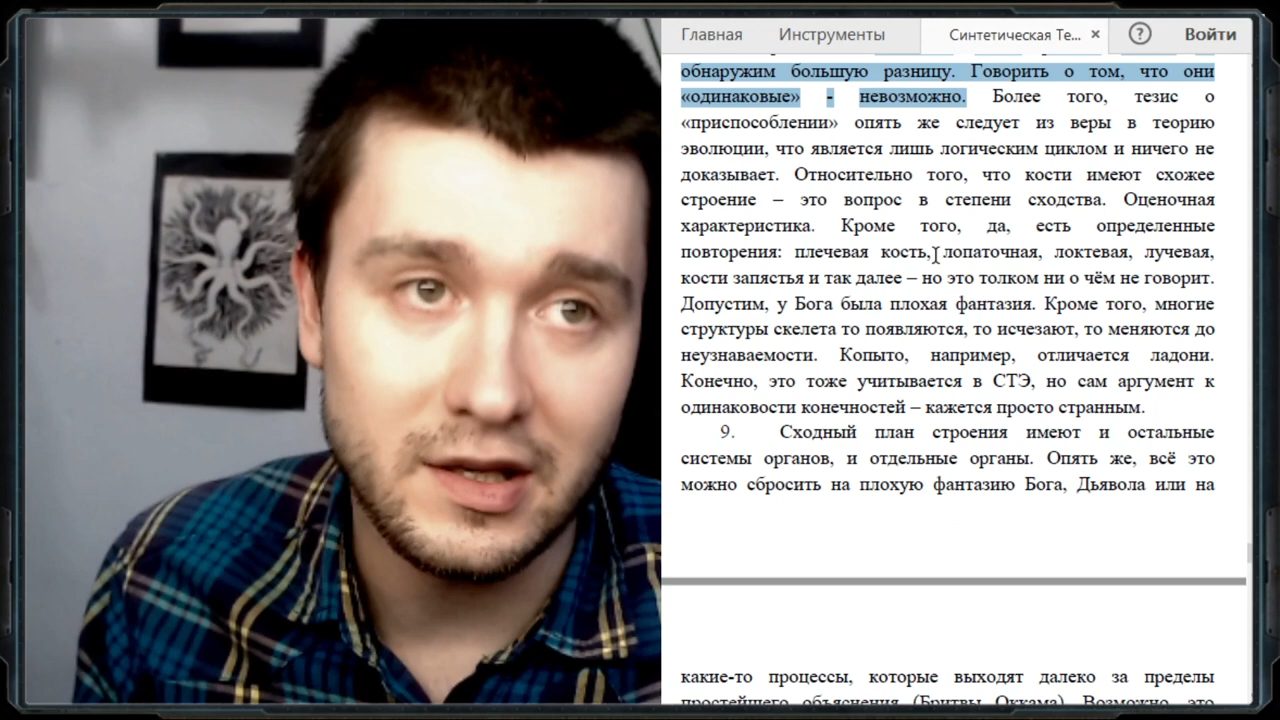 Главная Инструменты Синтетическая Те... × ? Войти
обнаружим большую разницу. Говорить о том, что они
«одинаковые» - невозможно. Более того, тезис о
«приспособлении» опять же следует из веры в теорию
эволюции, что является лишь логическим циклом и ничего не
доказывает. Относительно того, что кости имеют схожее
строение – это вопрос в степени сходства. Оценочная
характеристика. Кроме того, да, есть определенные
повторения: плечевая кость, лопаточная, локтевая, лучевая,
кости запястья и так далее – но это толком ни о чём не говорит.
Допустим, у Бога была плохая фантазия. Кроме того, многие
структуры скелета то появляются, то исчезают, то меняются до
неузнаваемости. Копыто, например, отличается ладони.
Конечно, это тоже учитывается в СТЭ, но сам аргумент к
одинаковости конечностей – кажется просто странным.
9. Сходный план строения имеют и остальные
системы органов, и отдельные органы. Опять же, всё это
можно сбросить на плохую фантазию Бога, Дьявола или на
какие-то процессы, которые выходят далеко за пределы
простейшего объяснения (Бритвы Оккама). Возможно, это